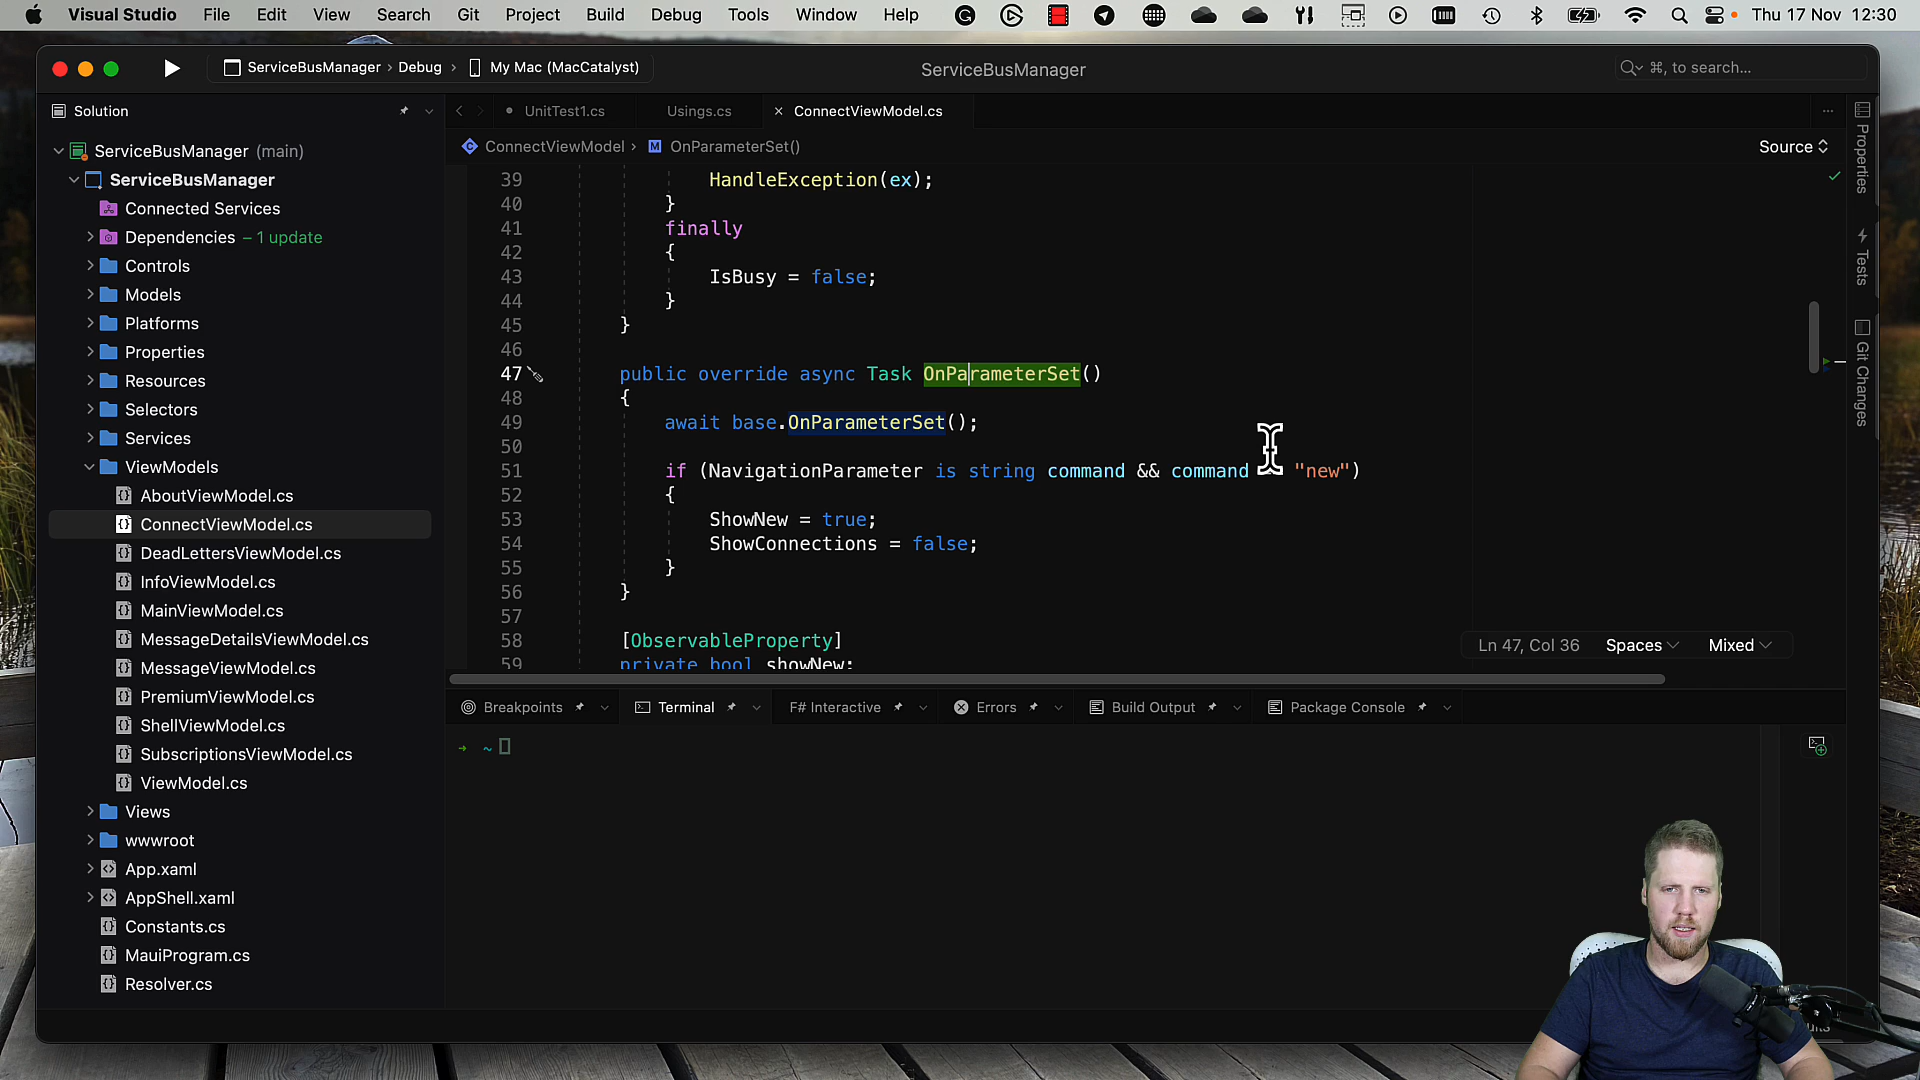 Visual Studio File Edit View Search Git Project Build Debug Tools Window Help Thu 17 Nov 12:30
ServiceBusManager › Debug › My Mac (MacCatalyst) ServiceBusManager ⌘, to search...
Solution
ServiceBusManager (main)
ServiceBusManager
Connected Services
Dependencies – 1 update
Controls
Models
Platforms
Properties
Resources
Selectors
Services
ViewModels
AboutViewModel.cs
ConnectViewModel.cs
DeadLettersViewModel.cs
InfoViewModel.cs
MainViewModel.cs
MessageDetailsViewModel.cs
MessageViewModel.cs
PremiumViewModel.cs
ShellViewModel.cs
SubscriptionsViewModel.cs
ViewModel.cs
Views
wwwroot
App.xaml
AppShell.xaml
Constants.cs
MauiProgram.cs
Resolver.cs
UnitTest1.cs Usings.cs ConnectViewModel.cs
ConnectViewModel › M OnParameterSet() Source
39 HandleException(ex);
40 }
41 finally
42 {
43 IsBusy = false;
44 }
45 }
46
47 public override async Task OnParameterSet()
48 {
49 await base.OnParameterSet();
50
51 if (NavigationParameter is string command && command "new")
52 {
53 ShowNew = true;
54 ShowConnections = false;
55 }
56 }
57
58 [ObservableProperty]
59 private bool showNew;
Ln 47, Col 36 Spaces Mixed
Breakpoints Terminal F# Interactive Errors Build Output Package Console
→ ~
Properties
Tests
Git Changes